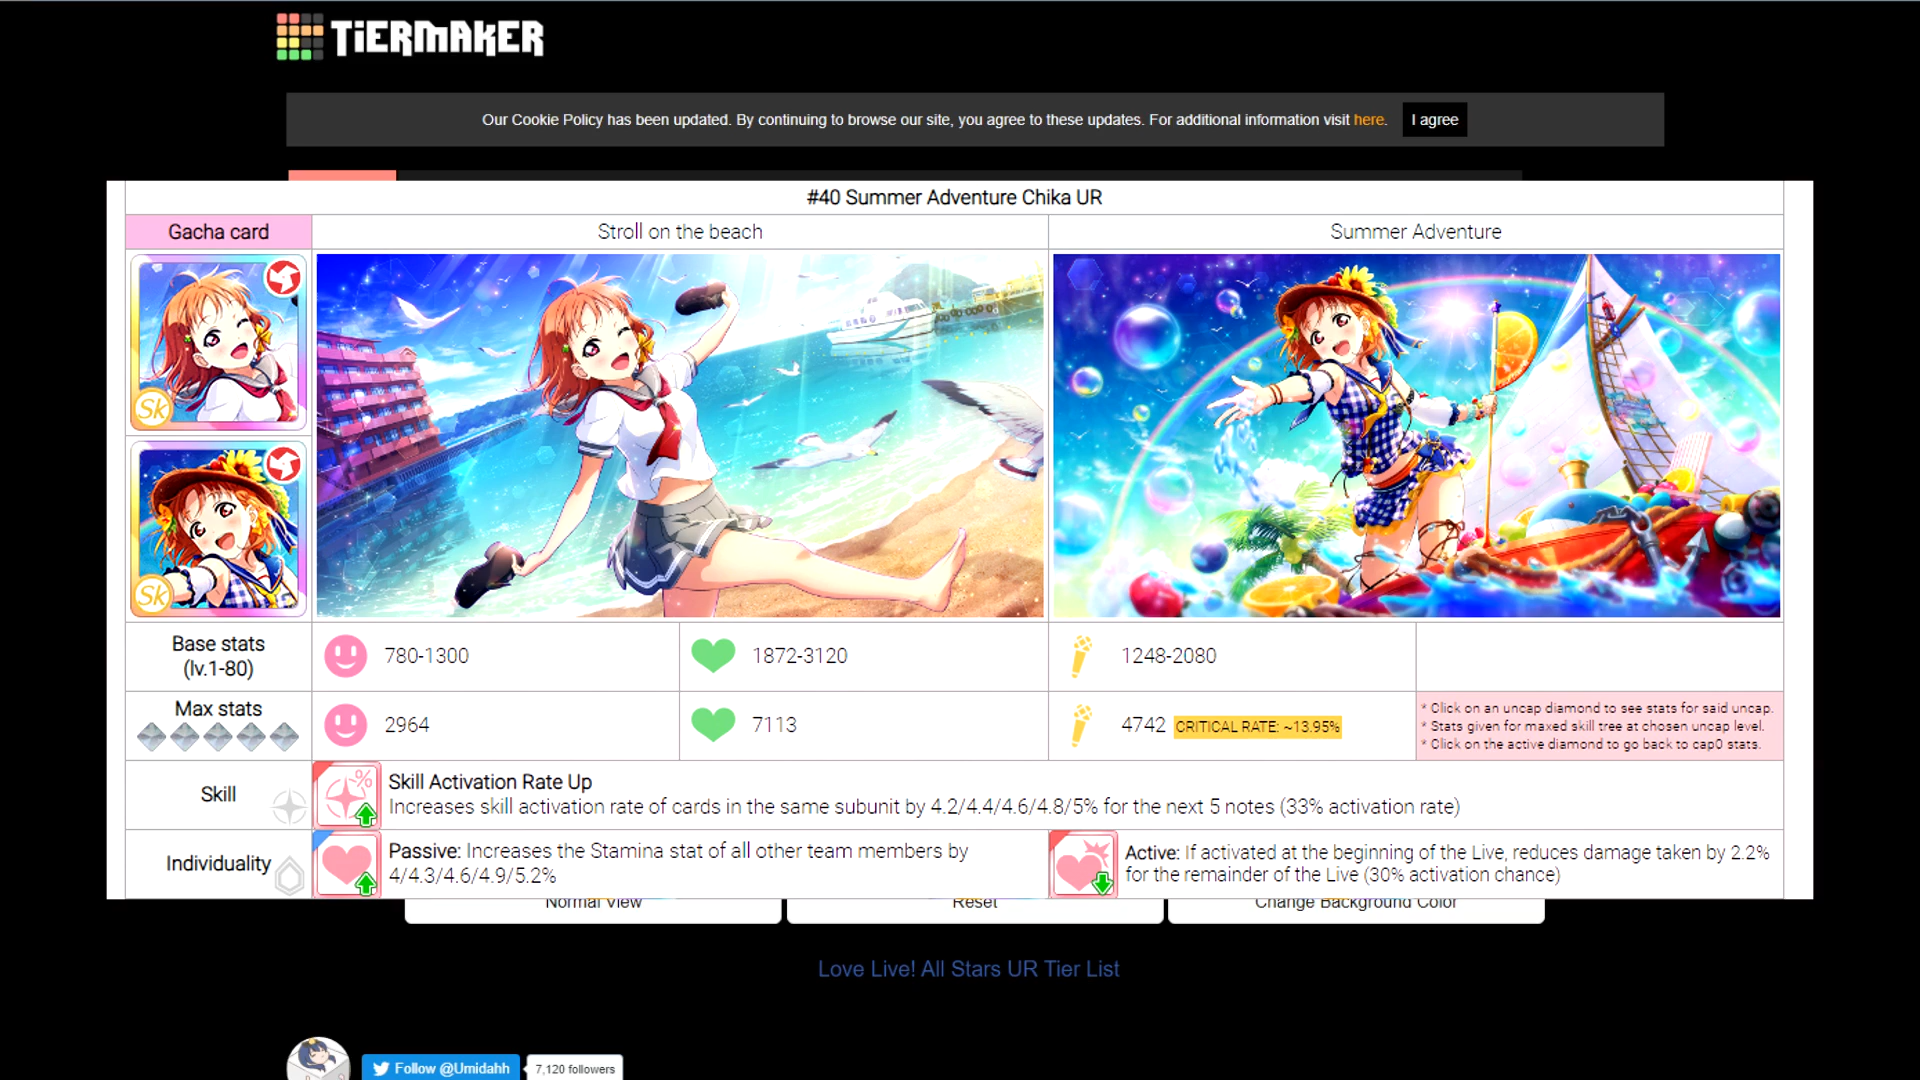 TiERMAKER
Our Cookie Policy has been updated. By continuing to browse our site, you agree to these updates. For additional information visit here.
I agree
#40 Summer Adventure Chika UR
Gacha card
Stroll on the beach
Summer Adventure
Sk
Sk
Base stats
(lv.1-80)
780-1300
1872-3120
1248-2080
Max stats
2964
7113
4742 CRITICAL RATE: ~13.95%
* Click on an uncap diamond to see stats for said uncap.
* Stats given for maxed skill tree at chosen uncap level.
* Click on the active diamond to go back to cap0 stats.
Skill
%
Skill Activation Rate Up
Increases skill activation rate of cards in the same subunit by 4.2/4.4/4.6/4.8/5% for the next 5 notes (33% activation rate)
Individuality
Passive: Increases the Stamina stat of all other team members by
4/4.3/4.6/4.9/5.2%
Active: If activated at the beginning of the Live, reduces damage taken by 2.2%
for the remainder of the Live (30% activation chance)
Normal View
Reset
Change Background Color
Love Live! All Stars UR Tier List
Follow @Umidahh
7,120 followers